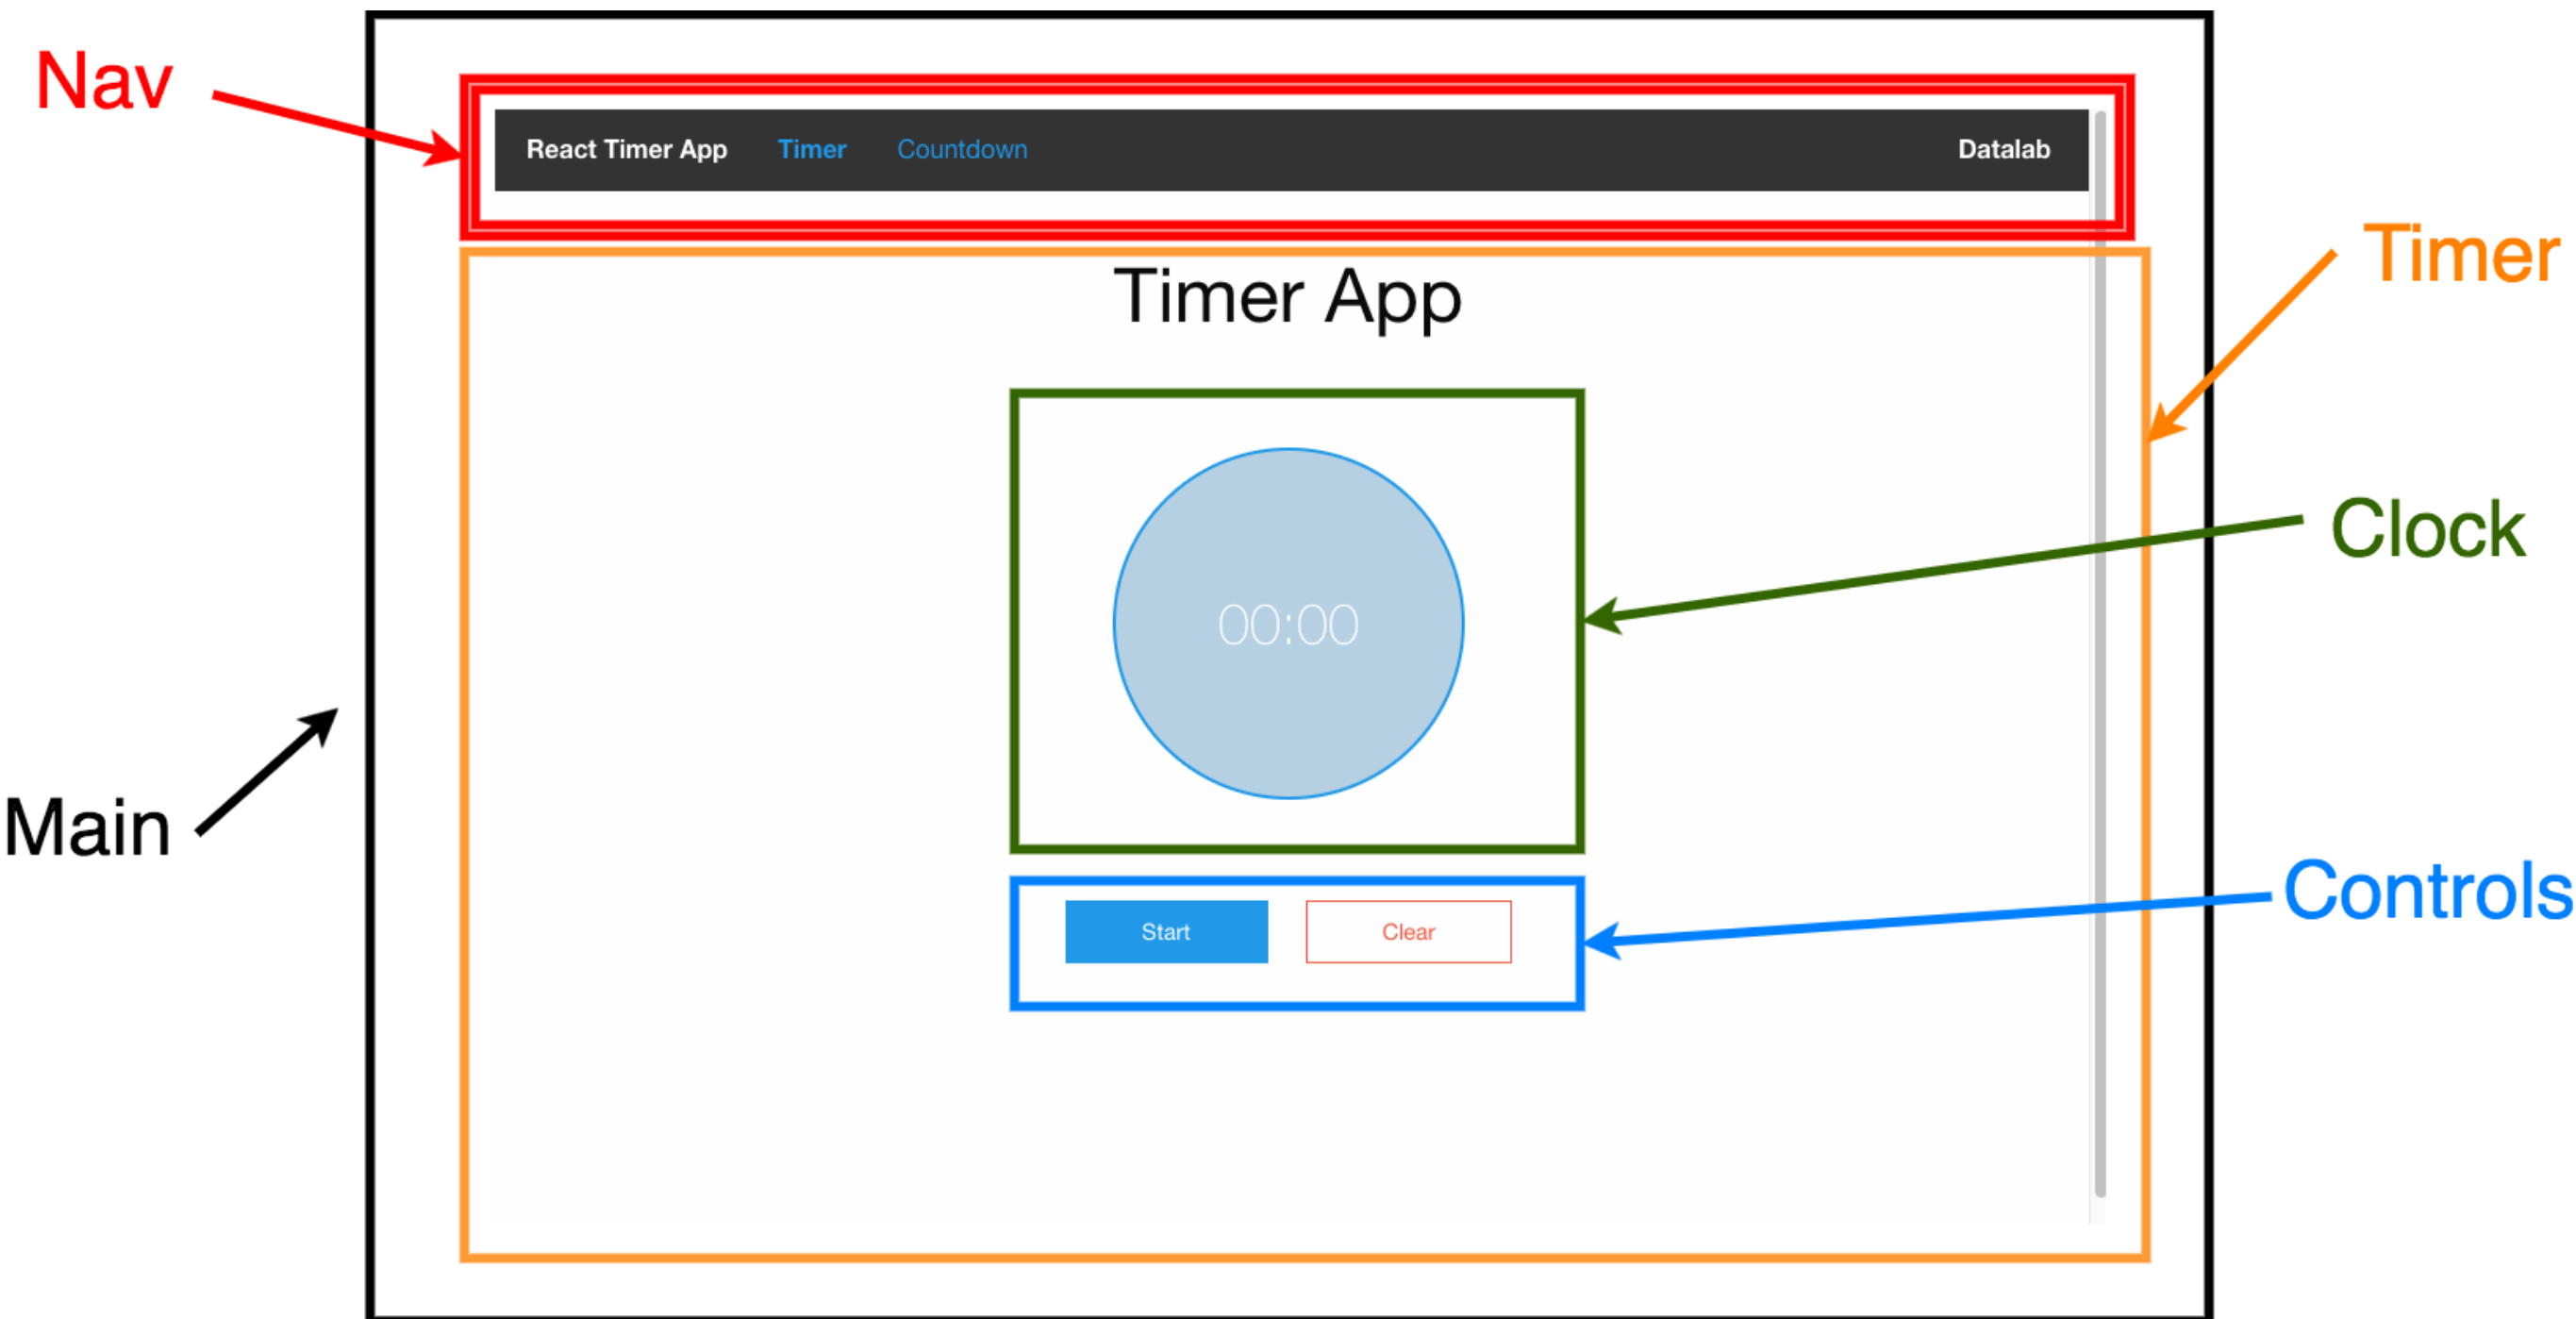 Nav
React Timer App Timer Countdown Datalab
Timer
Timer App
Clock
00:00
Main
Controls
Start Clear